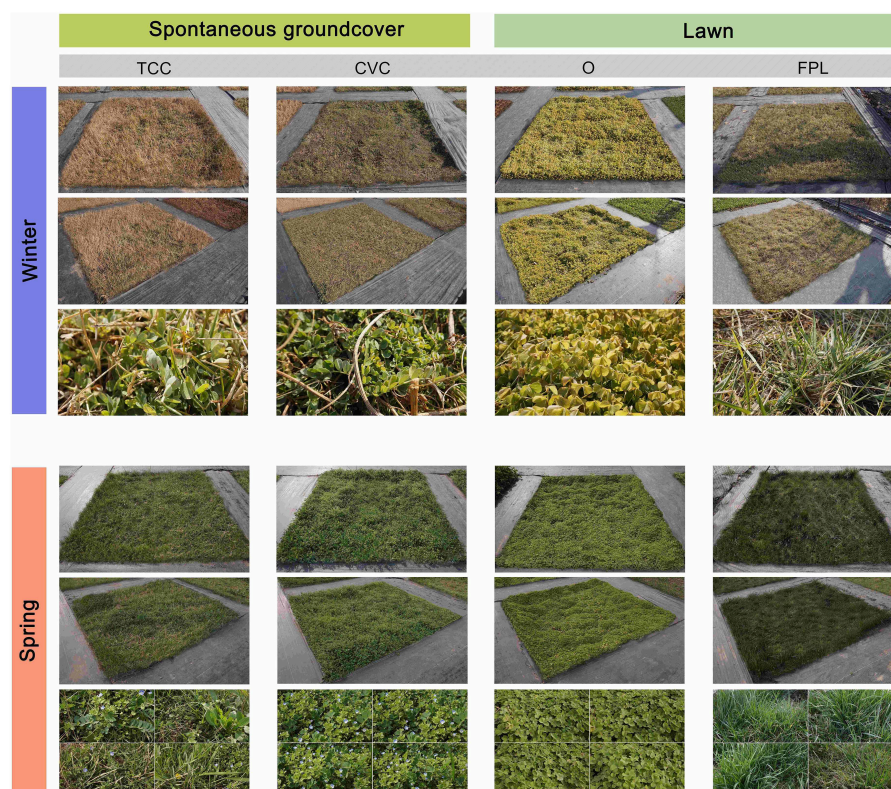 Spontaneous groundcover
Lawn
TCC
CVC
O
FPL
Winter
Spring